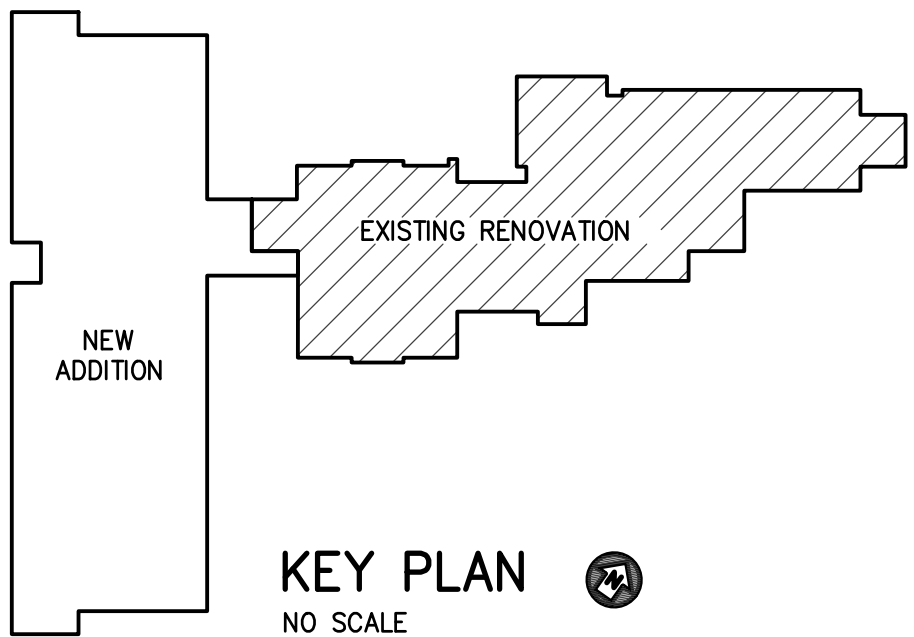 EXISTING RENOVATION
NEW
ADDITION
KEY PLAN
N
NO SCALE